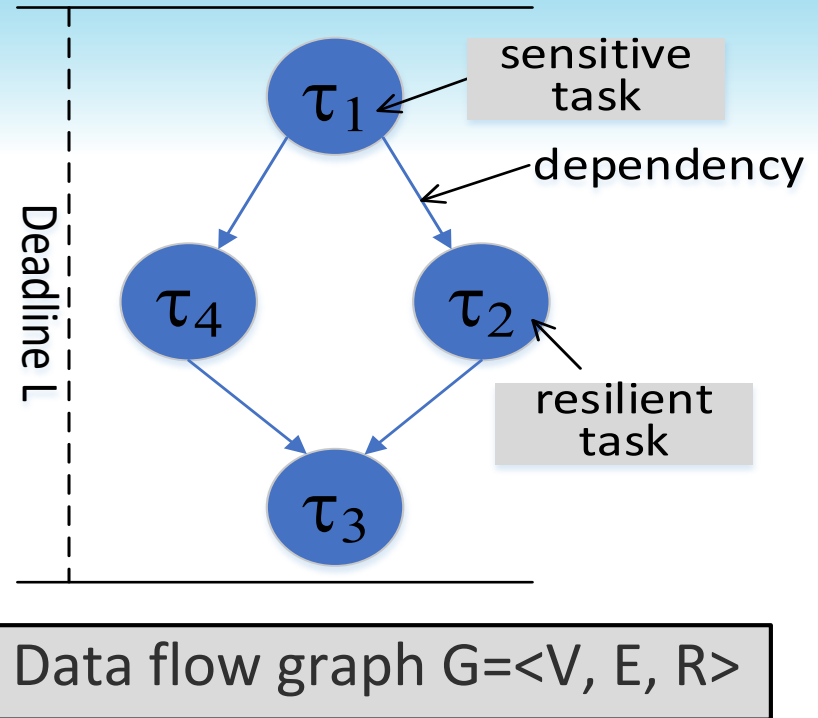 sensitive
task
τ1
dependency
Deadline L
τ4
τ2
resilient
task
τ3
Data flow graph G=<V, E, R>